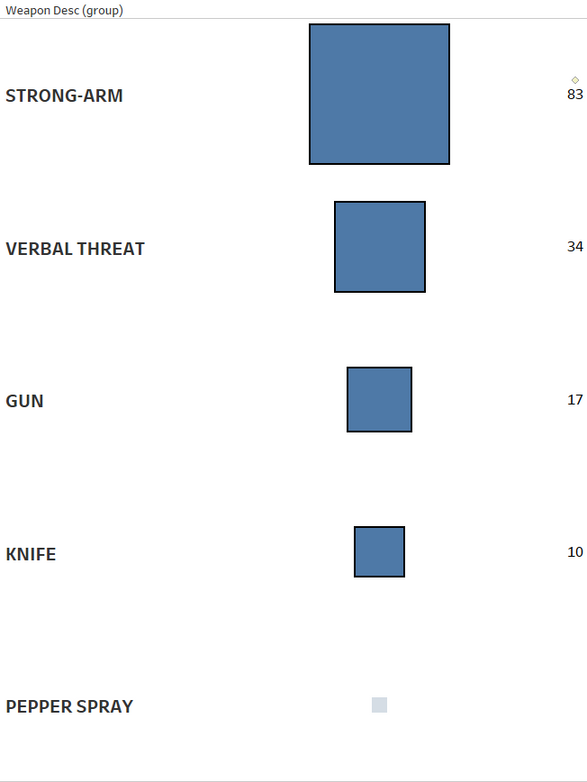 Weapon Desc (group)
STRONG-ARM 83
VERBAL THREAT 34
GUN 17
KNIFE 10
PEPPER SPRAY